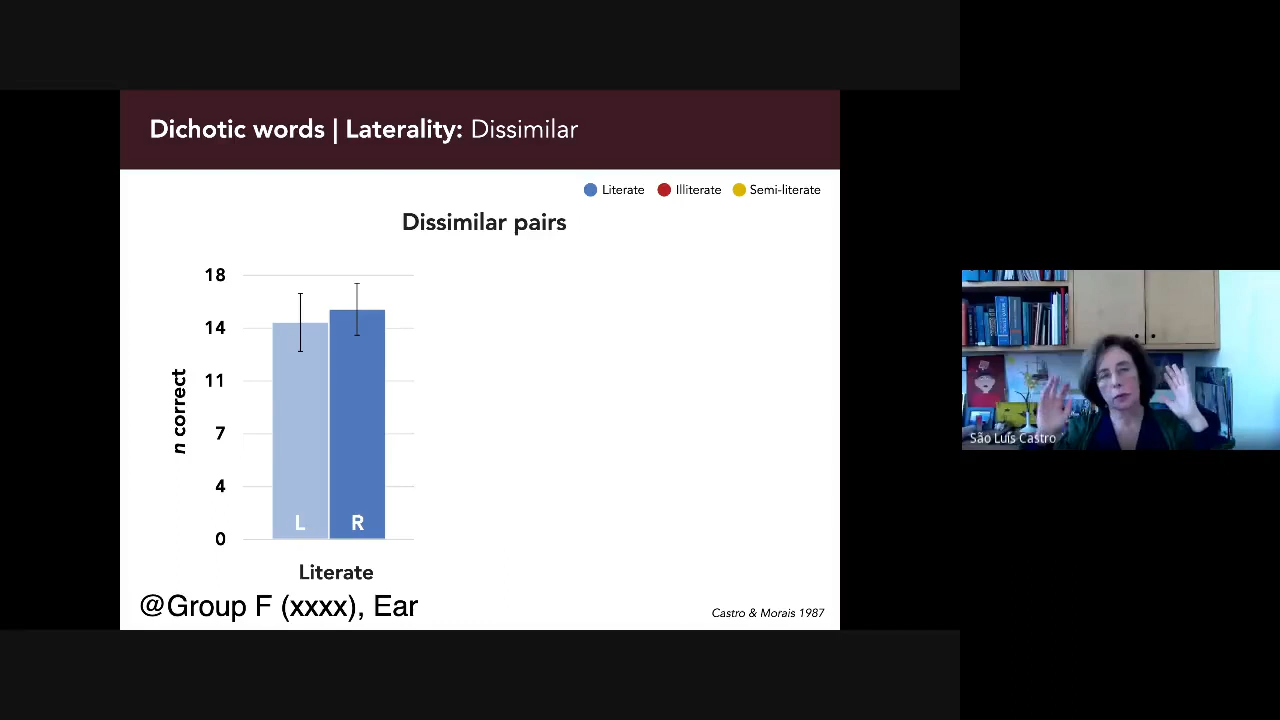 Dichotic words | Laterality: Dissimilar
Literate Illiterate Semi-literate
Dissimilar pairs
18
14
11
7
4
0
n correct
L R
Literate
@Group F (xxxx), Ear
Castro & Morais 1987
São Luís Castro